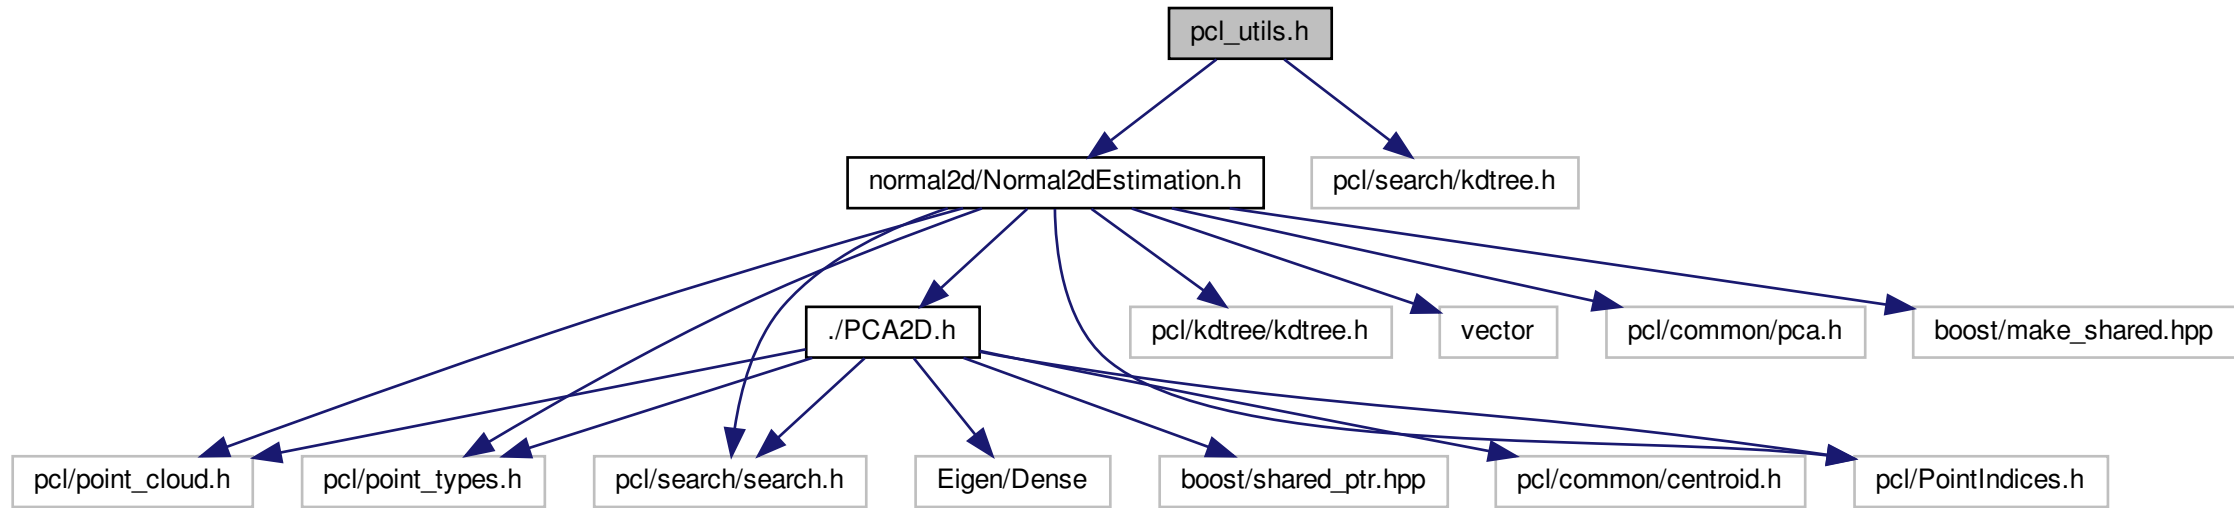 pcl_utils.h
normal2d/Normal2dEstimation.h
pcl/search/kdtree.h
./PCA2D.h
pcl/kdtree/kdtree.h
vector
pcl/common/pca.h
boost/make_shared.hpp
pcl/point_cloud.h
pcl/point_types.h
pcl/search/search.h
Eigen/Dense
boost/shared_ptr.hpp
pcl/common/centroid.h
pcl/PointIndices.h